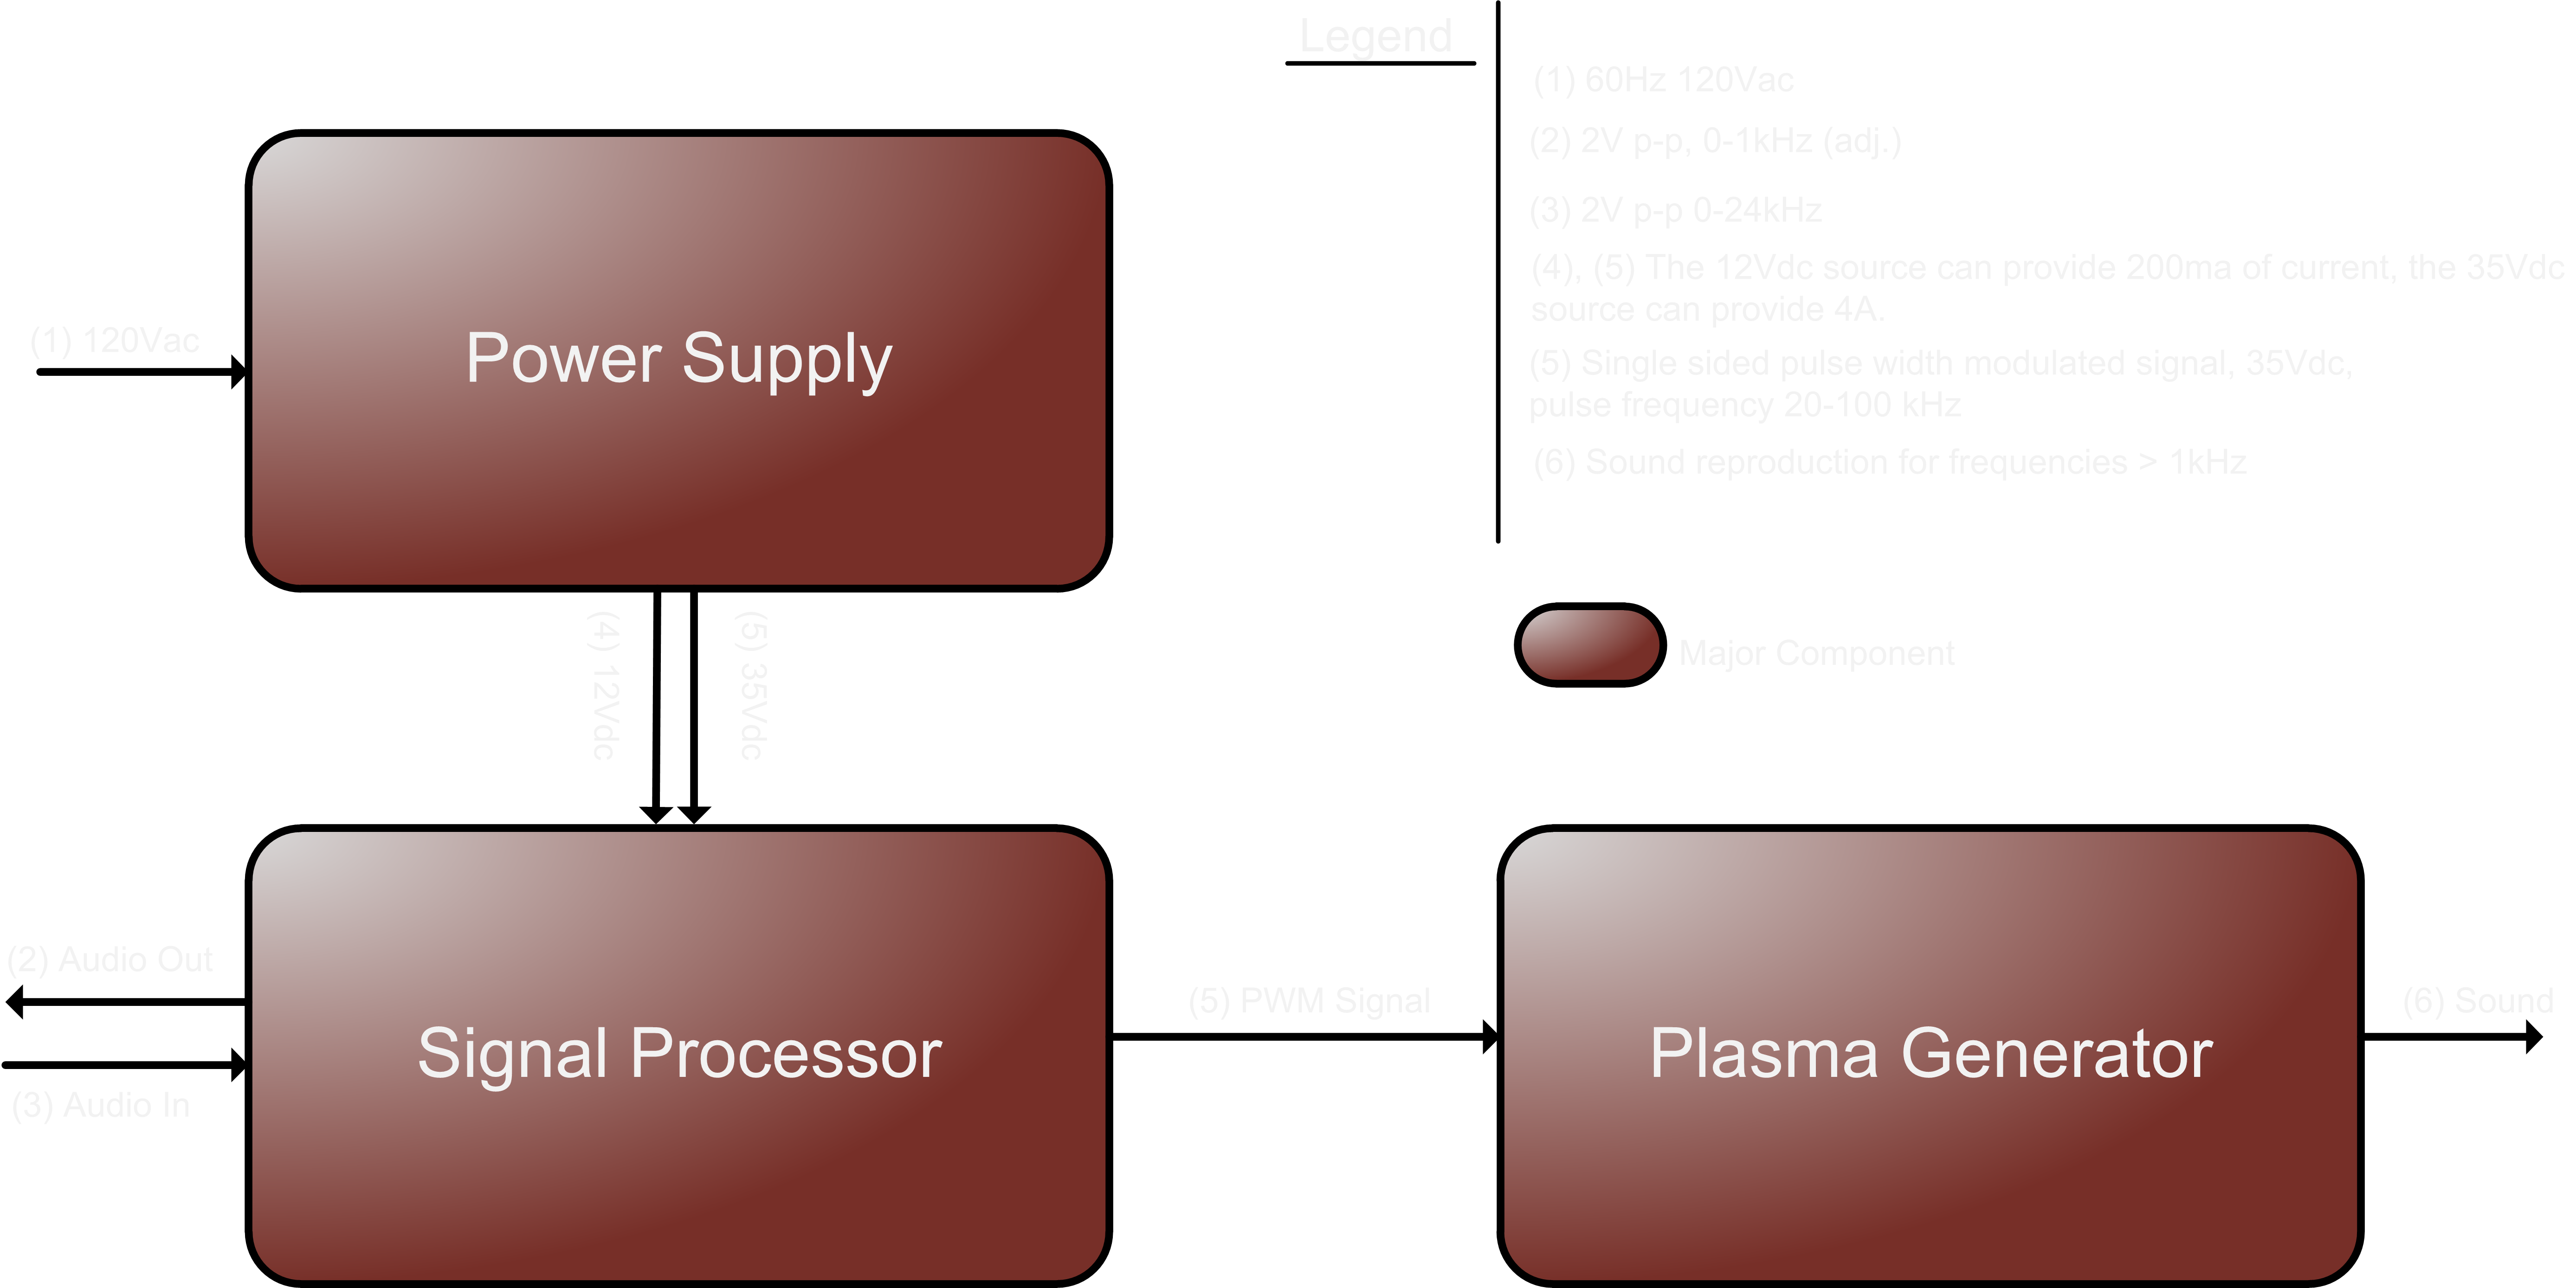 Legend
(1) 60Hz 120Vac
(2) 2V p-p, 0-1kHz (adj.)
(3) 2V p-p 0-24kHz
(4), (5) The 12Vdc source can provide 200ma of current, the 35Vdc
source can provide 4A.
(5) Single sided pulse width modulated signal, 35Vdc,
pulse frequency 20-100 kHz
(6) Sound reproduction for frequencies > 1kHz
Major Component
(1) 120Vac
Power Supply
(4) 12Vdc
(5) 35Vdc
(2) Audio Out
(3) Audio In
Signal Processor
(5) PWM Signal
Plasma Generator
(6) Sound